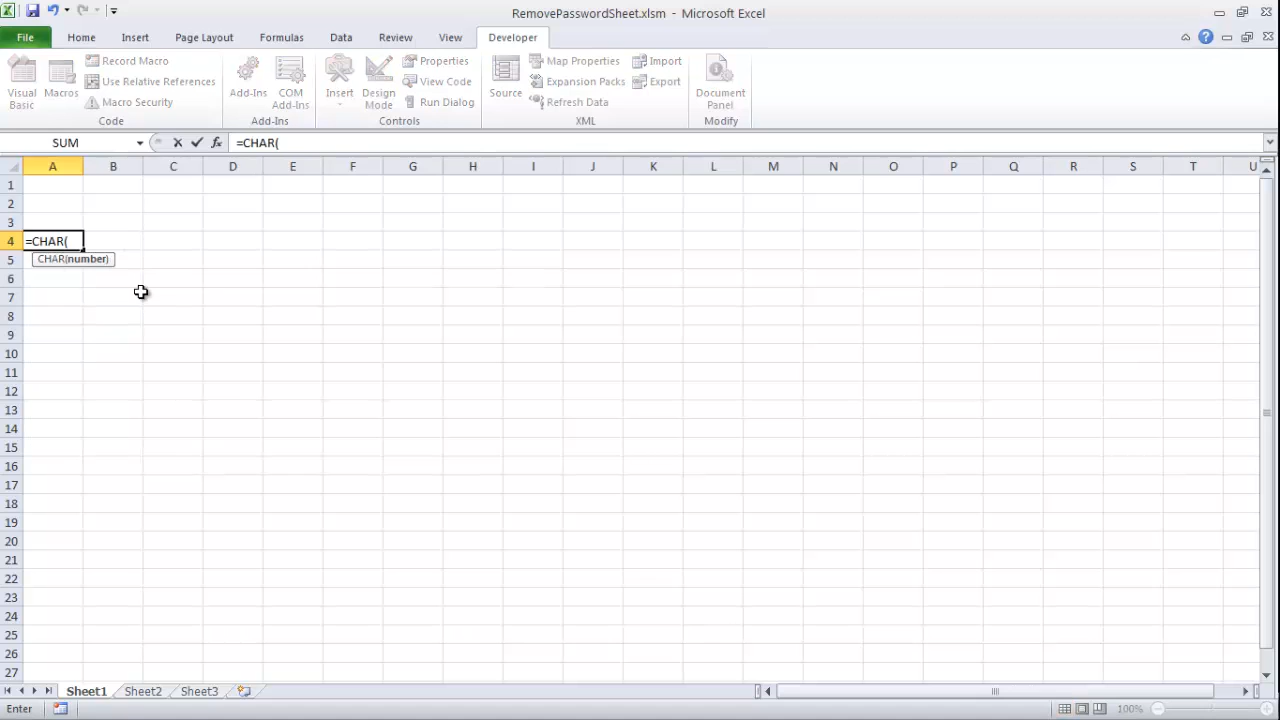 RemovePasswordSheet.xlsm - Microsoft Excel
File Home Insert Page Layout Formulas Data Review View Developer
Visual Basic
Macros
Record Macro
Use Relative References
Macro Security
Code
Add-Ins
COM Add-Ins
Add-Ins
Insert
Design Mode
Properties
View Code
Run Dialog
Controls
Source
Map Properties
Expansion Packs
Refresh Data
Import
Export
XML
Document Panel
Modify
SUM fx =CHAR(
A B C D E F G H I J K L M N O P Q R S T U
1
2
3
4 =CHAR(
5 CHAR(number)
6
7
8
9
10
11
12
13
14
15
16
17
18
19
20
21
22
23
24
25
26
27
Sheet1 Sheet2 Sheet3
Enter 100%